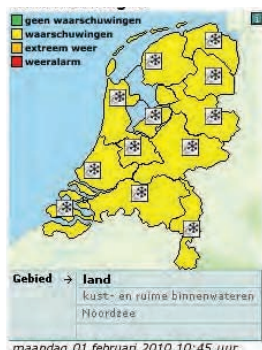 geen waarschuwingen
waarschuwingen
extreem weer
weeralarm
Gebied → land
kust- en ruime binnenwateren
Noordzee
maandag 01 februari 2010 10:45 uur